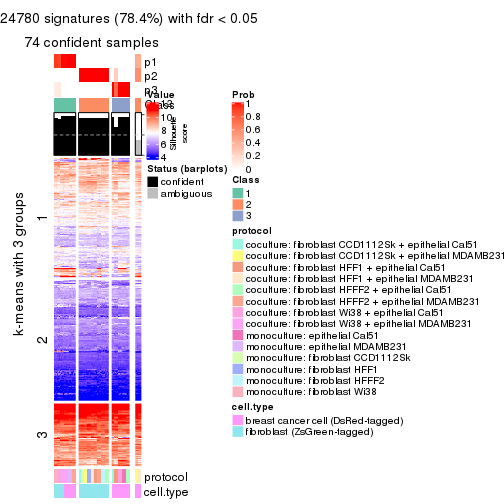 24780 signatures (78.4%) with fdr < 0.05
74 confident samples
p1
p2
p3
Class
Silhouette score
1
2
3
k-means with 3 groups
protocol
cell.type
Value
10
8
6
4
Status (barplots)
confident
ambiguous
Prob
1
0.8
0.6
0.4
0.2
0
Class
1
2
3
protocol
coculture: fibroblast CCD1112Sk + epithelial Cal51
coculture: fibroblast CCD1112Sk + epithelial MDAMB231
coculture: fibroblast HFF1 + epithelial Cal51
coculture: fibroblast HFF1 + epithelial MDAMB231
coculture: fibroblast HFFF2 + epithelial Cal51
coculture: fibroblast HFFF2 + epithelial MDAMB231
coculture: fibroblast Wi38 + epithelial Cal51
coculture: fibroblast Wi38 + epithelial MDAMB231
monoculture: epithelial Cal51
monoculture: epithelial MDAMB231
monoculture: fibroblast CCD1112Sk
monoculture: fibroblast HFF1
monoculture: fibroblast HFFF2
monoculture: fibroblast Wi38
cell.type
breast cancer cell (DsRed-tagged)
fibroblast (ZsGreen-tagged)